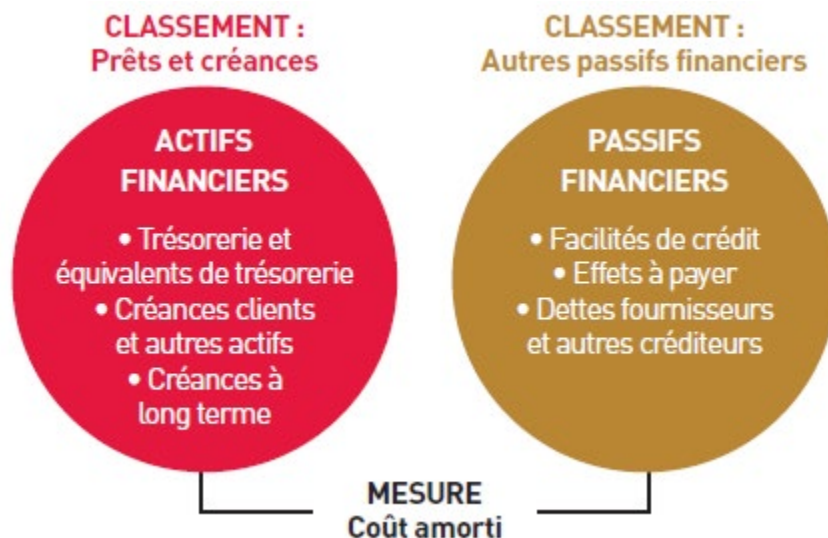 CLASSEMENT :
Prêts et créances
ACTIFS
FINANCIERS
• Trésorerie et
équivalents de trésorerie
• Créances clients
et autres actifs
• Créances à
long terme
CLASSEMENT :
Autres passifs financiers
PASSIFS
FINANCIERS
• Facilités de crédit
• Effets à payer
• Dettes fournisseurs
et autres créditeurs
MESURE
Coût amorti